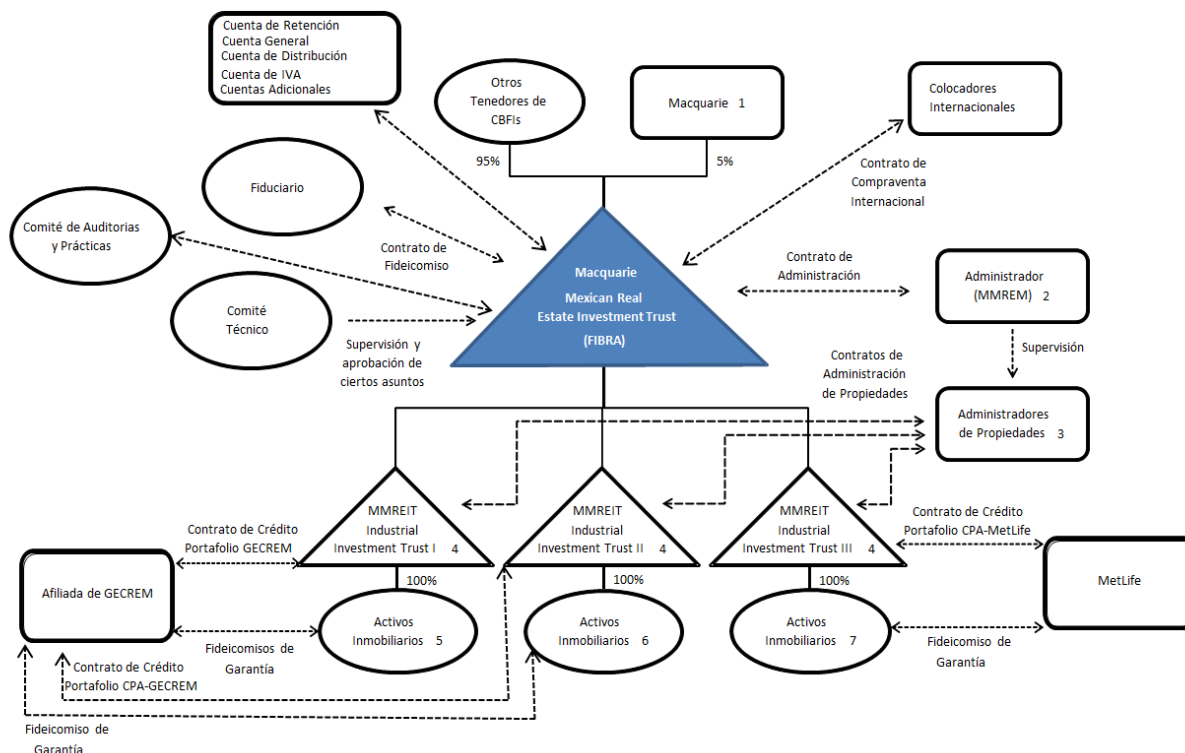 Cuenta de Retención
Cuenta General
Cuenta de Distribución
Cuenta de IVA
Cuentas Adicionales
Otros
Tenedores de
CBFIs
Macquarie 1
Colocadores
Internacionales
95%
5%
Contrato de
Compraventa
Internacional
Fiduciario
Comité de Auditorias
y Prácticas
Contrato de
Fideicomiso
Macquarie
Mexican Real
Estate Investment Trust
(FIBRA)
Contrato de
Administración
Administrador
(MMREM) 2
Comité
Técnico
Supervisión y
aprobación de
ciertos asuntos
Supervisión
Contratos de
Administración
de Propiedades
Administradores
de Propiedades 3
MMREIT
Industrial
Investment Trust I 4
MMREIT
Industrial
Investment Trust II 4
MMREIT
Industrial
Investment Trust III 4
Contrato de Crédito
Portafolio GECREM
Contrato de Crédito
Portafolio CPA-MetLife
100%
100%
100%
Afiliada de GECREM
MetLife
Activos
Inmobiliarios 5
Activos
Inmobiliarios 6
Activos
Inmobiliarios 7
Fideicomisos de
Garantía
Fideicomiso de
Garantía
Contrato de Crédito
Portafolio CPA-GECREM
Fideicomiso de
Garantía